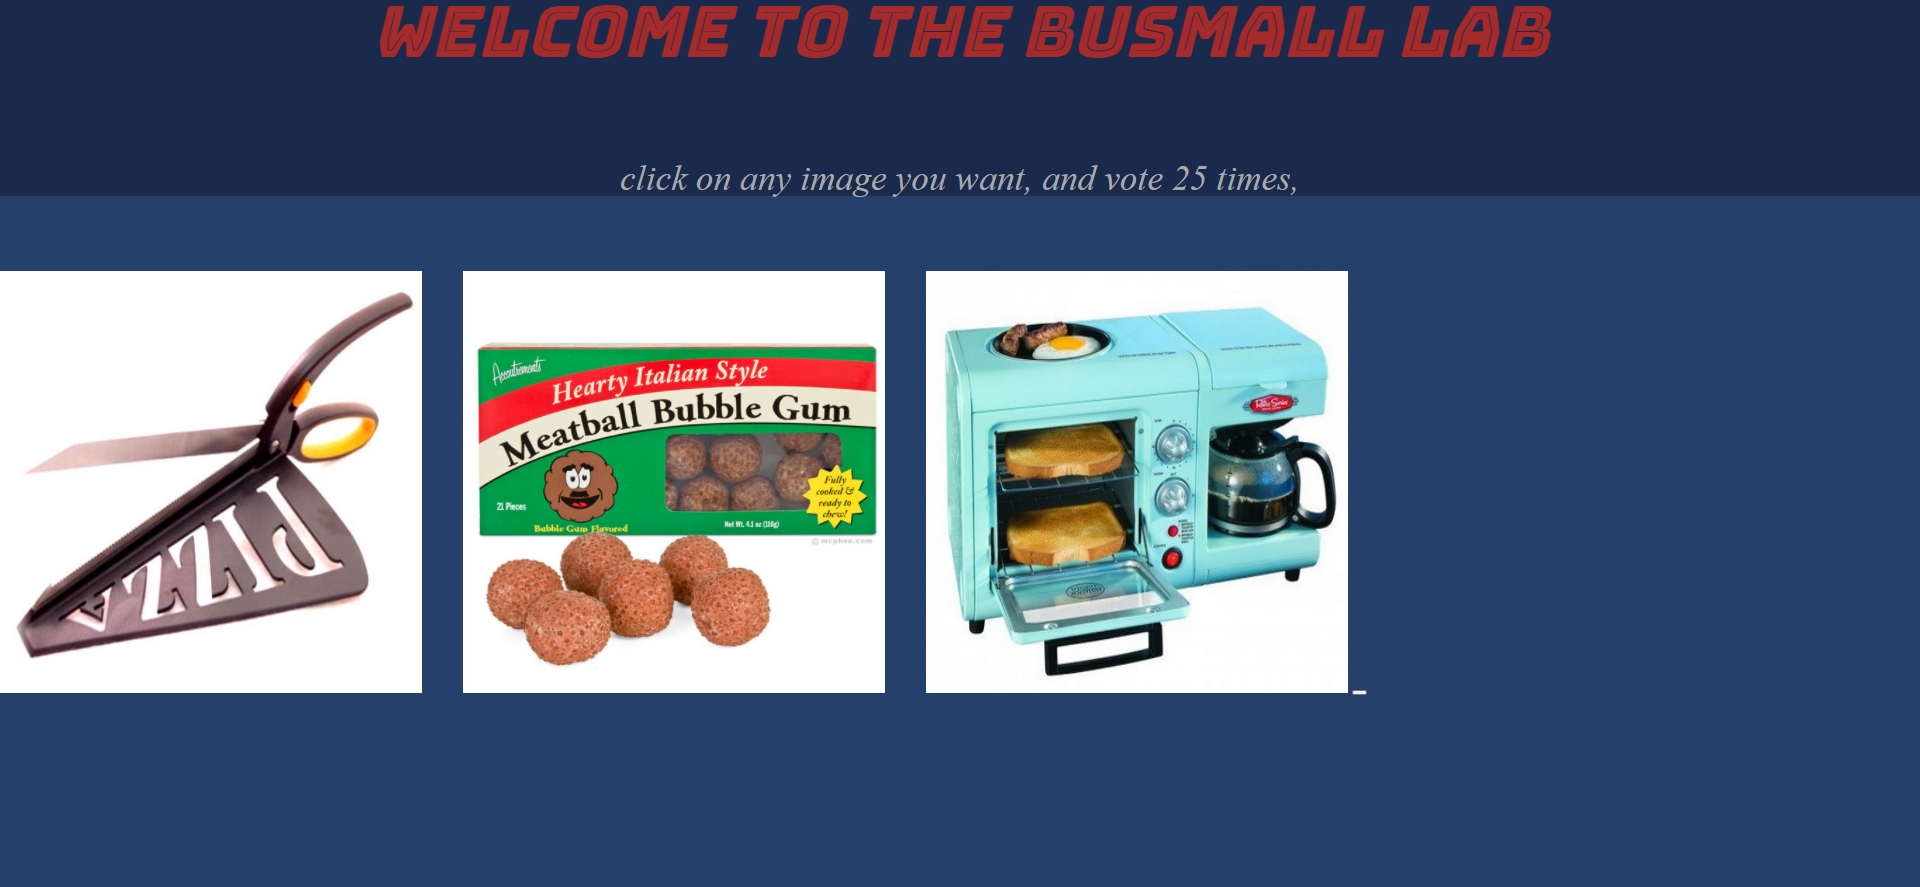 WELCOME TO THE BUSMALL LAB
click on any image you want, and vote 25 times,
PIZZA
Accoutrements
Hearty Italian Style
Meatball Bubble Gum
21 Pieces
Bubble Gum Flavored
Net Wt. 4.1 oz (116g)
Fully
cooked &
ready to
chew!
© mcphee.com
Retro Series